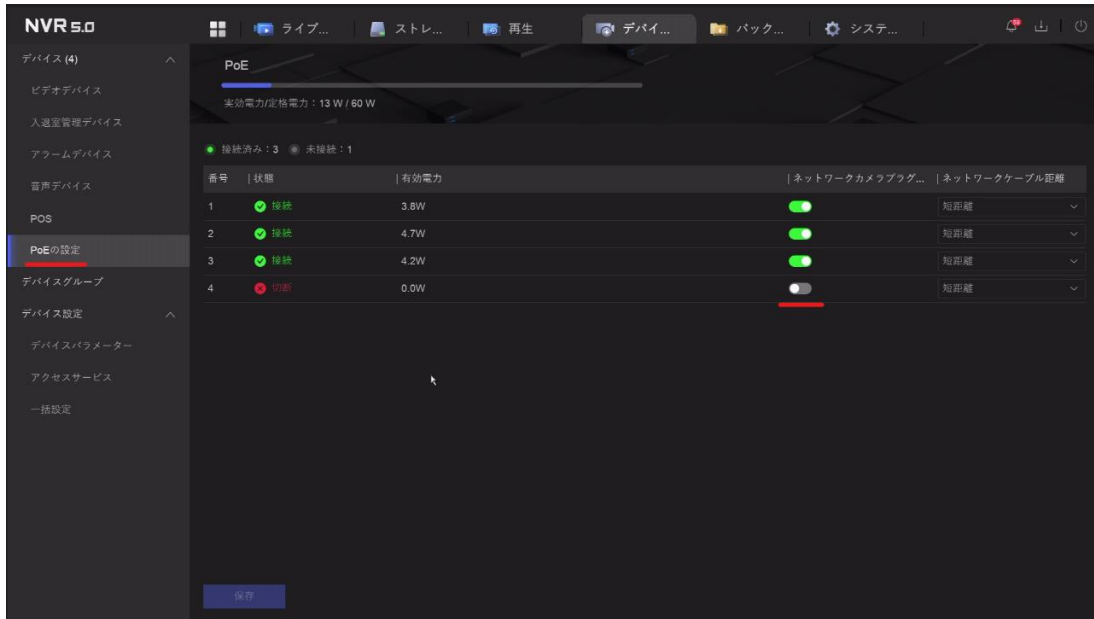 NVR 5.0
ライブ...
ストレ...
再生
デバイ...
バック...
システ...
デバイス (4)
ビデオデバイス
入退室管理デバイス
アラームデバイス
音声デバイス
POS
PoEの設定
デバイスグループ
デバイス設定
デバイスパラメーター
アクセスサービス
一括設定
PoE
実効電力/定格電力：13 W / 60 W
接続済み：3 未接続：1
番号 |状態 |有効電力 |ネットワークカメラプラグ... |ネットワークケーブル距離
1 接続 3.8W 短距離
2 接続 4.7W 短距離
3 接続 4.2W 短距離
4 切断 0.0W 短距離
保存